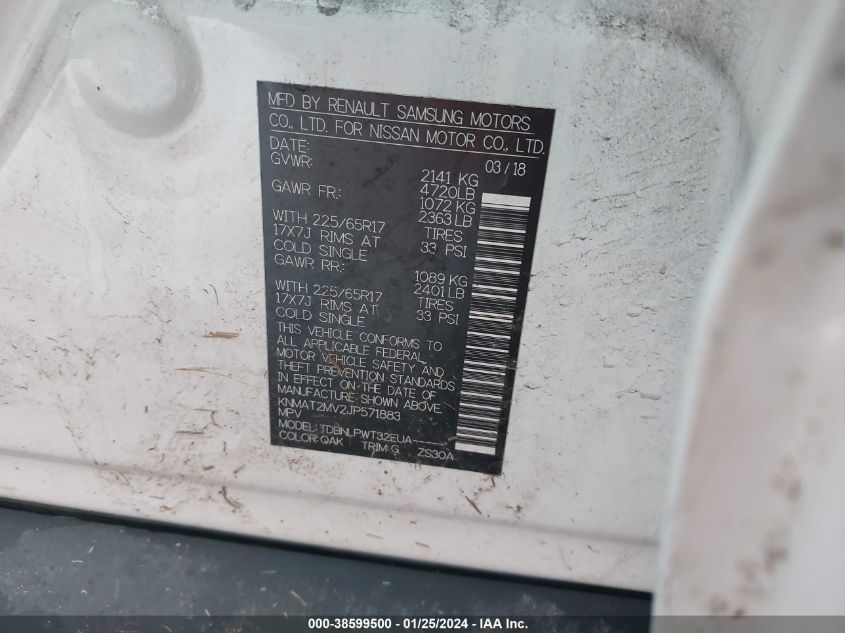 MFD BY RENAULT SAMSUNG MOTORS
CO., LTD. FOR NISSAN MOTOR CO., LTD.
DATE: 03/18
GVWR: 2141 KG
4720LB
GAWR FR: 1072 KG
2363LB
WITH 225/65R17 TIRES
17X7J RIMS AT 33 PSI
COLD SINGLE
GAWR RR: 1089 KG
2401LB
WITH 225/65R17 TIRES
17X7J RIMS AT 33 PSI
COLD SINGLE
THIS VEHICLE CONFORMS TO
ALL APPLICABLE FEDERAL
MOTOR VEHICLE SAFETY AND
THEFT PREVENTION STANDARDS
IN EFFECT ON THE DATE OF
MANUFACTURE SHOWN ABOVE.
KNMAT2MV2JP571883
MPV
MODEL: TDBNLPWT32EUA-----
COLOR: QAK TRIM: G ZS30A
000-38599500 - 01/25/2024 - IAA Inc.